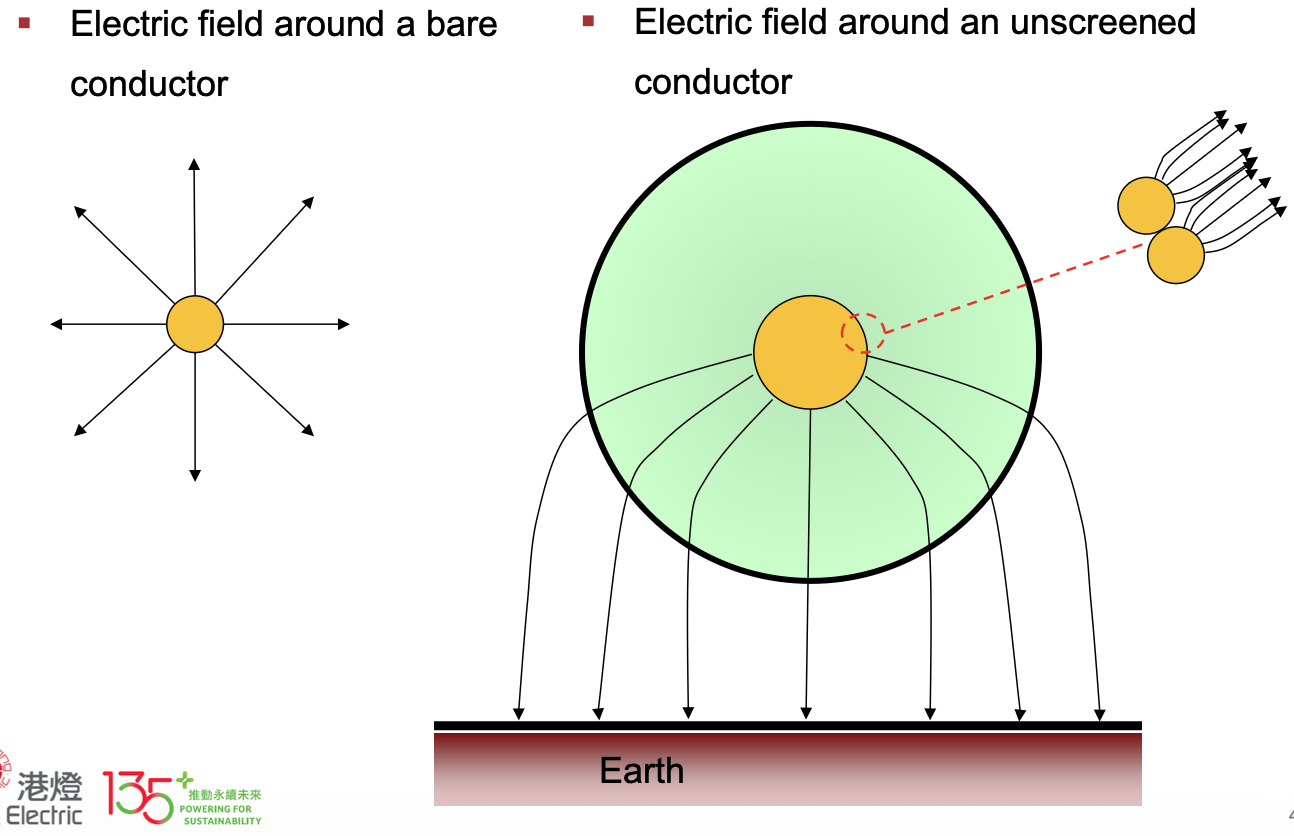 ▪ Electric field around a bare
conductor
▪ Electric field around an unscreened
conductor
Earth
港燈
Electric
135+
推動永續未來
POWERING FOR
SUSTAINABILITY